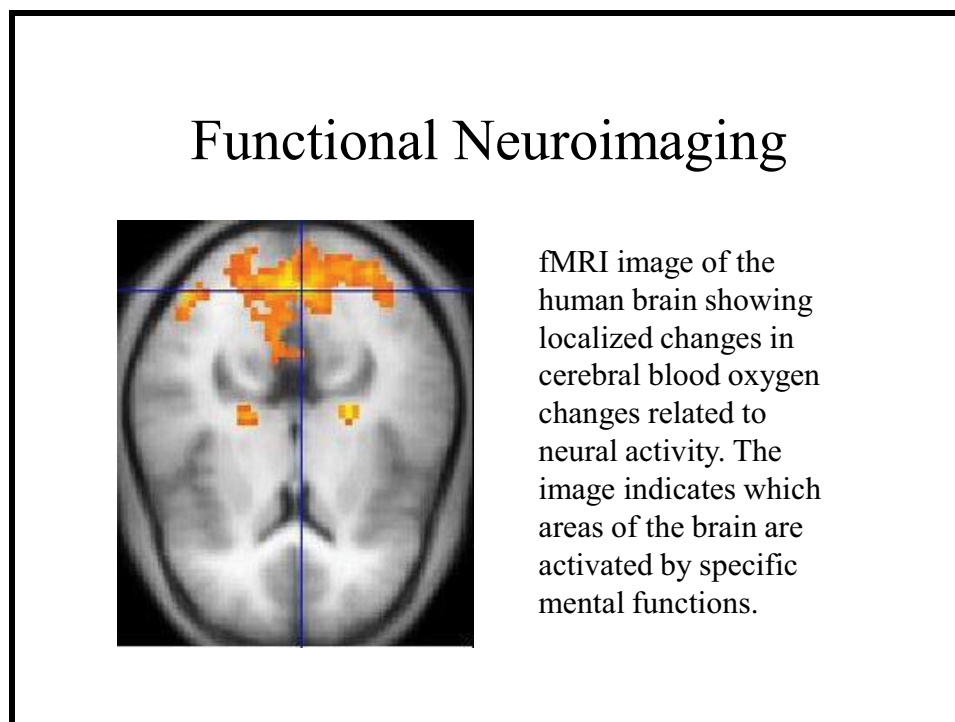 Functional Neuroimaging
fMRI image of the
human brain showing
localized changes in
cerebral blood oxygen
changes related to
neural activity. The
image indicates which
areas of the brain are
activated by specific
mental functions.